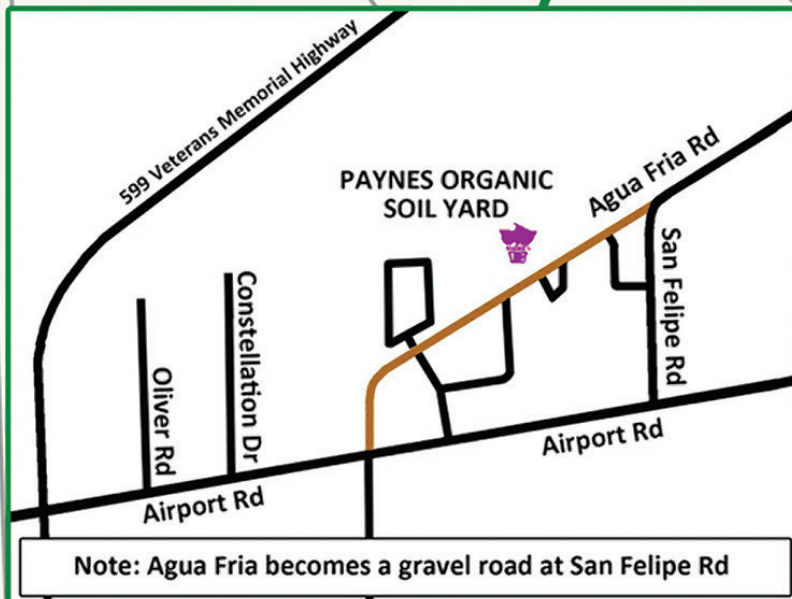 599 Veterans Memorial Highway
PAYNES ORGANIC
SOIL YARD
Agua Fria Rd
San Felipe Rd
Constellation Dr
Oliver Rd
Airport Rd
Airport Rd
Note: Agua Fria becomes a gravel road at San Felipe Rd